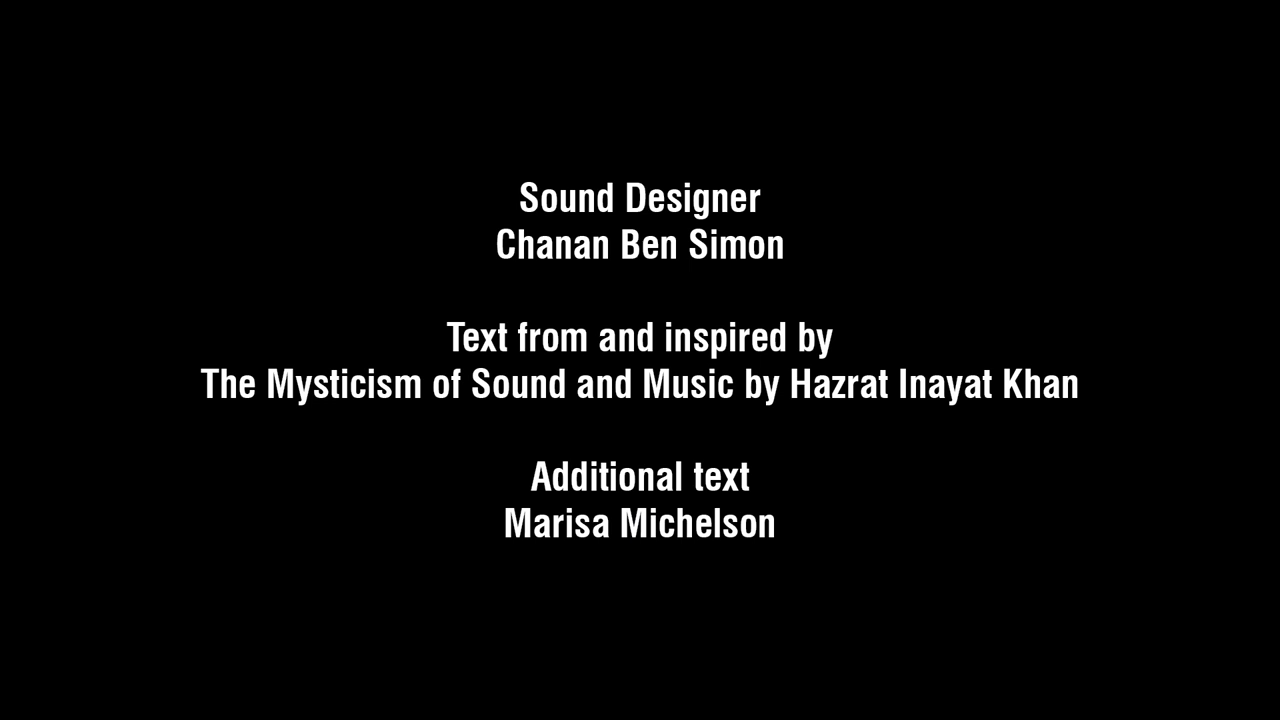 Sound Designer
Chanan Ben Simon
Text from and inspired by
The Mysticism of Sound and Music by Hazrat Inayat Khan
Additional text
Marisa Michelson